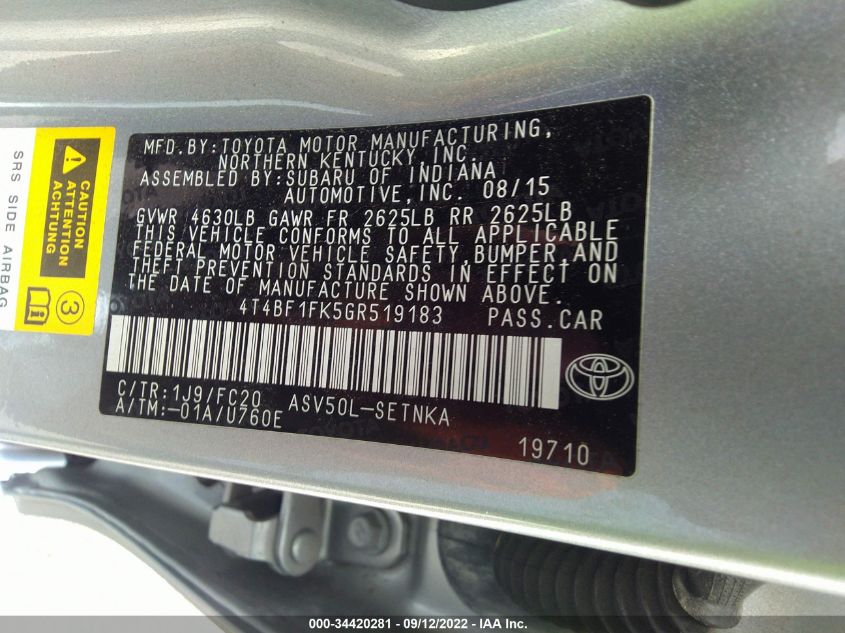 MFD.BY:TOYOTA MOTOR MANUFACTURING,
NORTHERN KENTUCKY,INC.
ASSEMBLED BY:SUBARU OF INDIANA
AUTOMOTIVE,INC. 08/15
GVWR 4630LB GAWR FR 2625LB RR 2625LB
THIS VEHICLE CONFORMS TO ALL APPLICABLE
FEDERAL MOTOR VEHICLE SAFETY,BUMPER,AND
THEFT PREVENTION STANDARDS IN EFFECT ON
THE DATE OF MANUFACTURE SHOWN ABOVE.
4T4BF1FK5GR519183 PASS.CAR
C/TR:1J9/FC20 ASV50L-SETNKA
A/TM:-01A/U760E
19710
CAUTION
ATTENTION
ACHTUNG
3
SRS SIDE AIRBAG
000-34420281 - 09/12/2022 - IAA Inc.